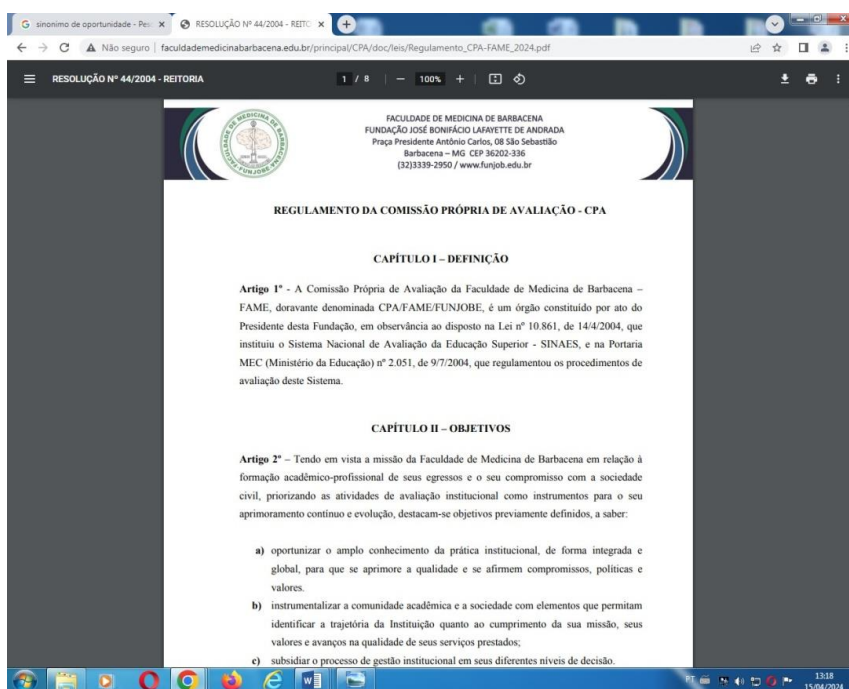 sinonimo de oportunidade - Pes
RESOLUÇÃO Nº 44/2004 - REITO
Não seguro | faculdademedicinabarbacena.edu.br/principal/CPA/doc/leis/Regulamento_CPA-FAME_2024.pdf
RESOLUÇÃO Nº 44/2004 - REITORIA
1 / 8 | — 100% +
FACULDADE DE MEDICINA DE BARBACENA
FUNDAÇÃO JOSÉ BONIFÁCIO LAFAYETTE DE ANDRADA
Praça Presidente Antônio Carlos, 08 São Sebastião
Barbacena – MG CEP 36202-336
(32)3339-2950 / www.funjob.edu.br
REGULAMENTO DA COMISSÃO PRÓPRIA DE AVALIAÇÃO - CPA
CAPÍTULO I – DEFINIÇÃO
Artigo 1º - A Comissão Própria de Avaliação da Faculdade de Medicina de Barbacena –
FAME, doravante denominada CPA/FAME/FUNJOBE, é um órgão constituído por ato do
Presidente desta Fundação, em observância ao disposto na Lei nº 10.861, de 14/4/2004, que
instituiu o Sistema Nacional de Avaliação da Educação Superior - SINAES, e na Portaria
MEC (Ministério da Educação) nº 2.051, de 9/7/2004, que regulamentou os procedimentos de
avaliação deste Sistema.
CAPÍTULO II – OBJETIVOS
Artigo 2º – Tendo em vista a missão da Faculdade de Medicina de Barbacena em relação à
formação acadêmico-profissional de seus egressos e o seu compromisso com a sociedade
civil, priorizando as atividades de avaliação institucional como instrumentos para o seu
aprimoramento contínuo e evolução, destacam-se objetivos previamente definidos, a saber:
a) oportunizar o amplo conhecimento da prática institucional, de forma integrada e
global, para que se aprimore a qualidade e se afirmem compromissos, políticas e
valores.
b) instrumentalizar a comunidade acadêmica e a sociedade com elementos que permitam
identificar a trajetória da Instituição quanto ao cumprimento da sua missão, seus
valores e avanços na qualidade de seus serviços prestados;
c) subsidiar o processo de gestão institucional em seus diferentes níveis de decisão.
PT
13:18
15/04/2024